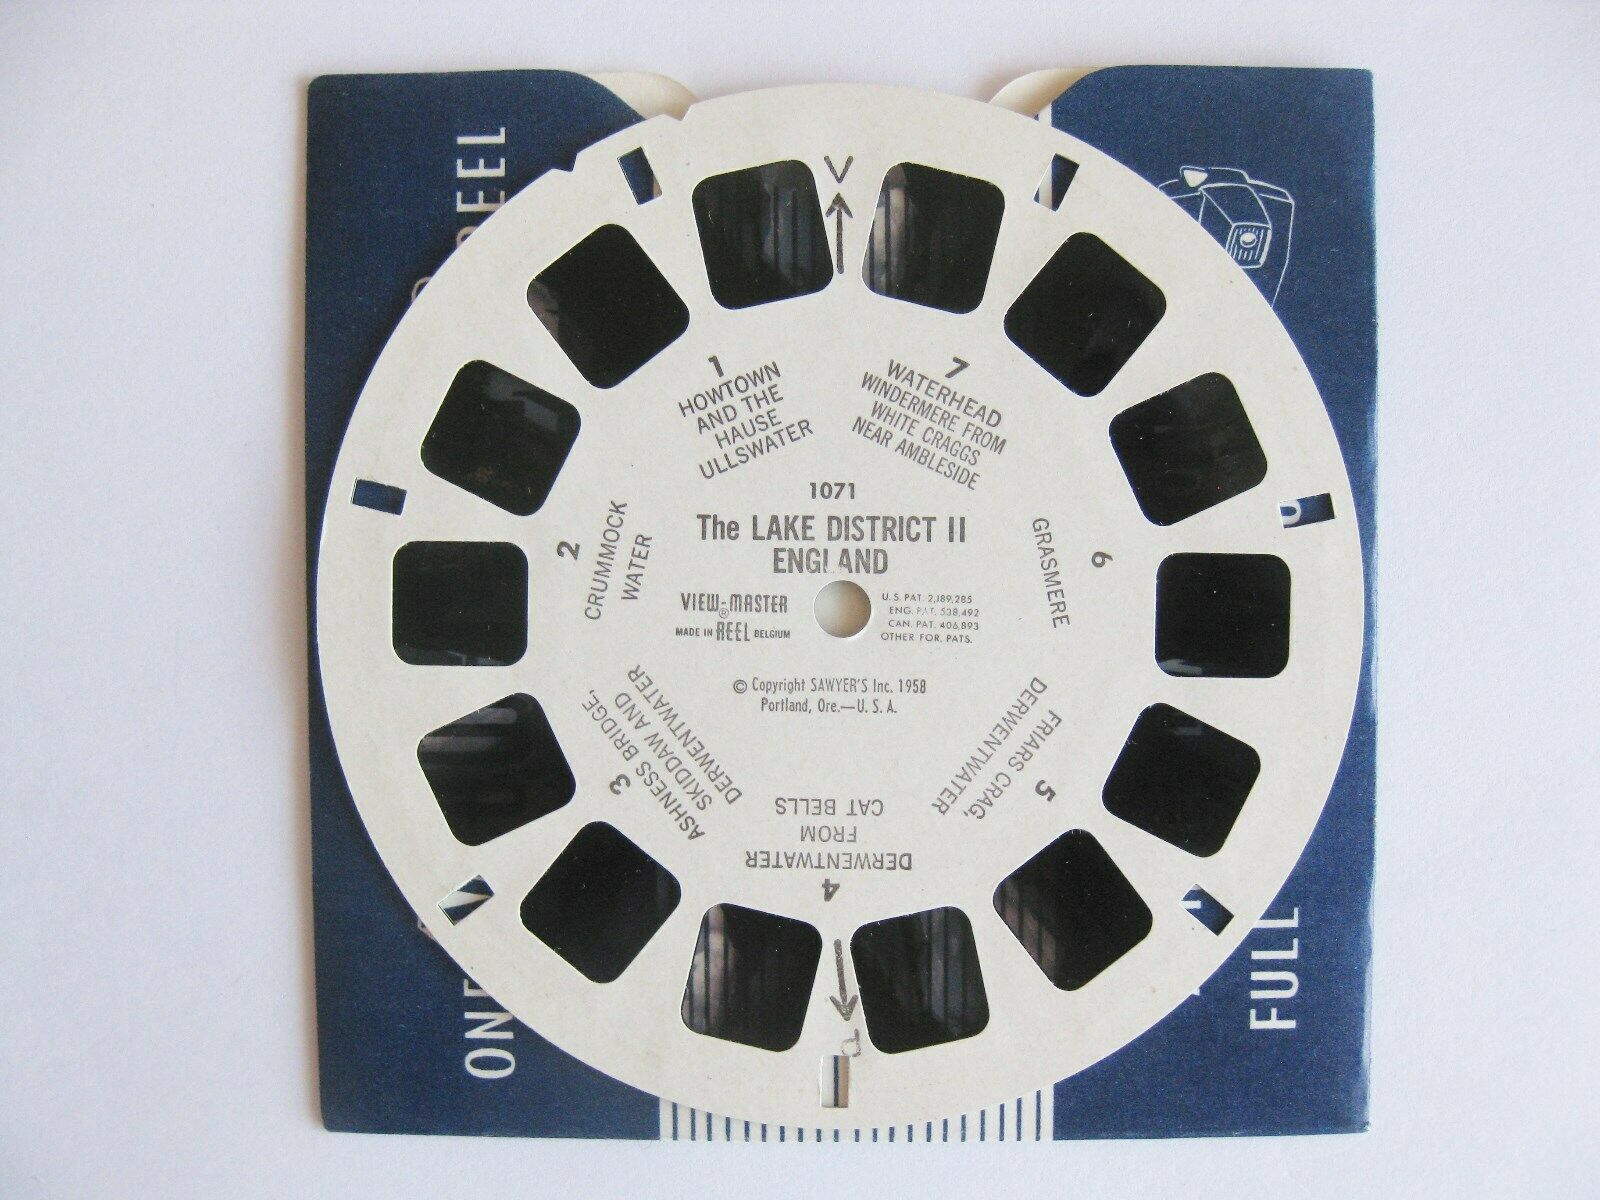 V
1
HOWTOWN
AND THE
HAUSE
ULLSWATER
7
WATERHEAD
WINDERMERE FROM
WHITE CRAGGS
NEAR AMBLESIDE
1071
The LAKE DISTRICT II
ENGLAND
VIEW-MASTER
®
MADE IN REEL BELGIUM
U.S. PAT. 2,189,285
ENG. PAT. 538,492
CAN. PAT. 406,893
OTHER FOR. PATS.
© Copyright SAWYER'S Inc. 1958
Portland, Ore.—U. S. A.
2
CRUMMOCK
WATER
3
ASHNESS BRIDGE,
SKIDDAW AND
DERWENTWATER
4
DERWENTWATER
FROM
CAT BELLS
5
FRIARS CRAG,
DERWENTWATER
6
GRASMERE
P
ONE
REEL
FULL